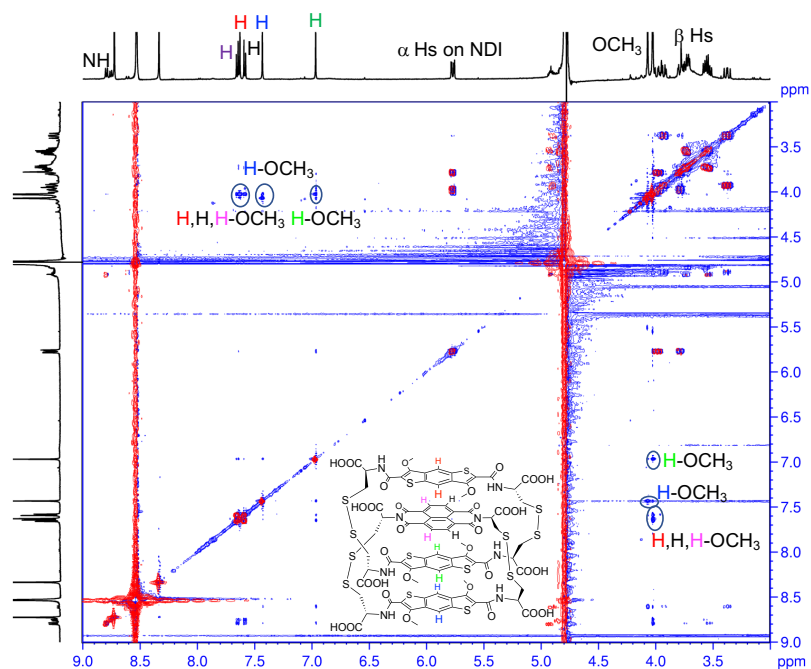 H H H
NH H H α Hs on NDI OCH₃ β Hs
ppm
3.5
H-OCH₃
4.0
H,H,H-OCH₃ H-OCH₃
4.5
5.0
5.5
6.0
6.5
H-OCH₃
7.0
H-OCH₃
7.5
H,H,H-OCH₃
8.0
8.5
9.0
9.0 8.5 8.0 7.5 7.0 6.5 6.0 5.5 5.0 4.5 4.0 3.5 ppm
HOOC H N O O S H S O COOH
S H O N H
HOOC H H COOH
S S O O N N O O S S
H H
S S H O S S COOH
HOOC H N O S O S O N H COOH
S H O S
HOOC N H O O S H S O N H COOH